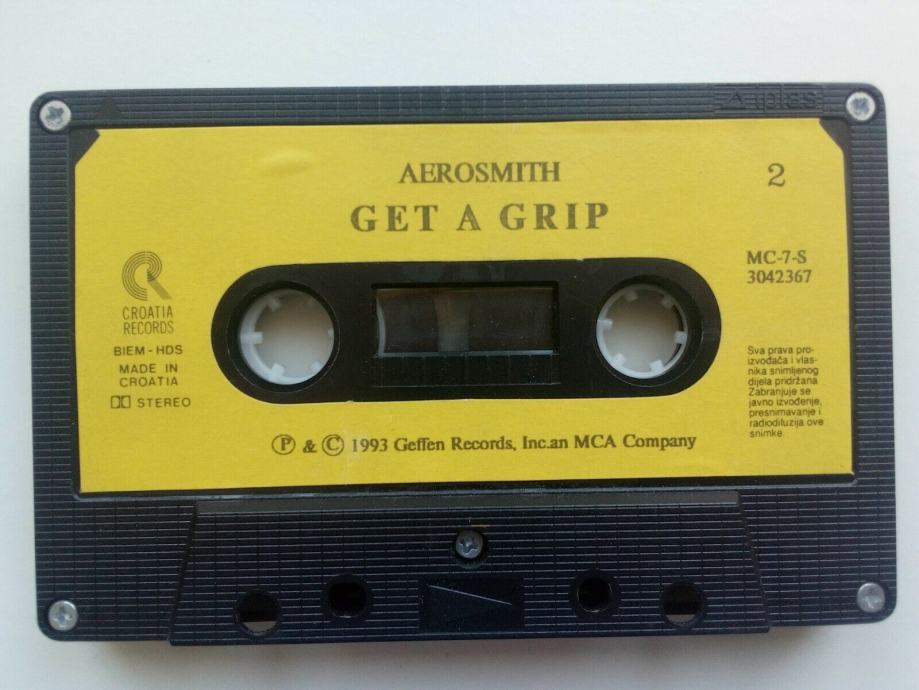 AEROSMITH
2
GET A GRIP
MC-7-S
3042367
CROATIA
RECORDS
BIEM - HDS
MADE IN
CROATIA
STEREO
Sva prava pro-
izvođača i vlas-
nika snimljenog
dijela pridržana
Zabranjuje se
javno izvođenje,
presnimavanje i
radiodifuzija ove
snimke.
Ⓟ & © 1993 Geffen Records, Inc.an MCA Company